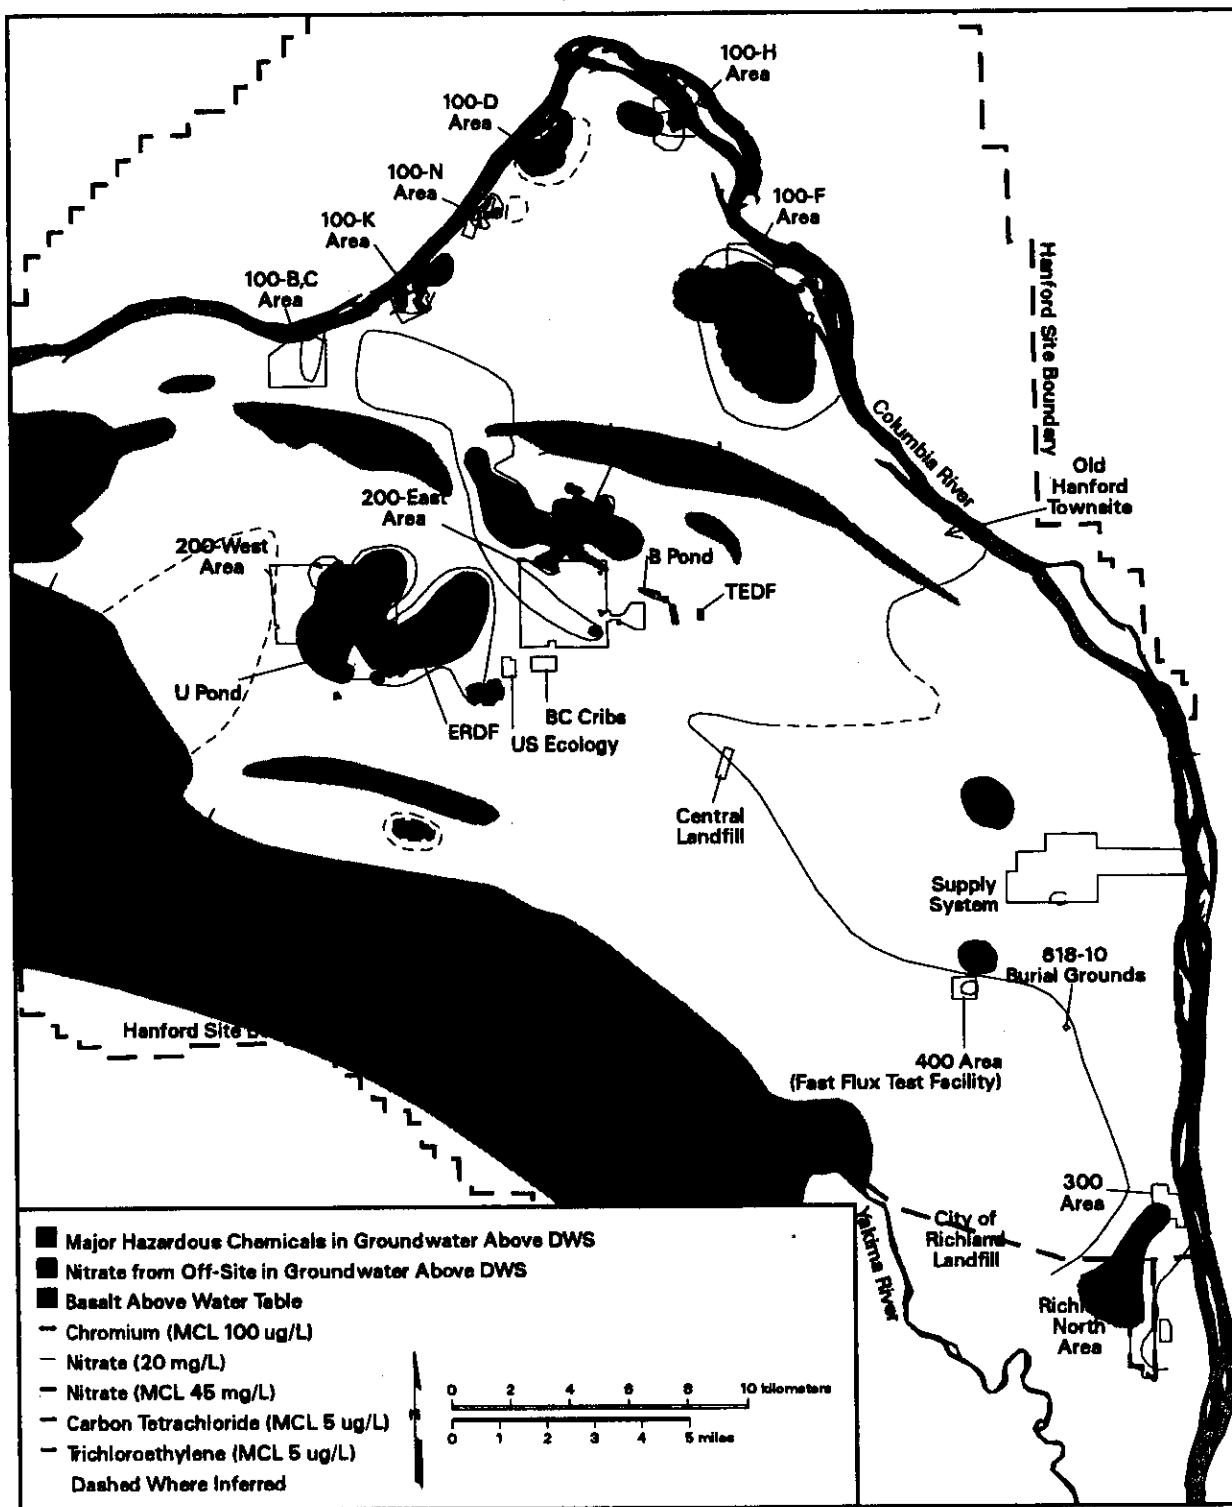 100-H
Area
100-D
Area
100-N
Area
100-K
Area
100-F
Area
100-B,C
Area
Hanford Site Boundary
Columbia River
Old
Hanford
Townsite
200-East
Area
200-West
Area
B Pond
TEDF
U Pond
ERDF
BC Cribs
US Ecology
Central
Landfill
Supply
System
618-10
Burial Grounds
Hanford Site
400 Area
(Fast Flux Test Facility)
300
Area
City of
Richland
Landfill
Yakima River
Richl
North
Area
Major Hazardous Chemicals in Groundwater Above DWS
Nitrate from Off-Site in Groundwater Above DWS
Basalt Above Water Table
Chromium (MCL 100 ug/L)
Nitrate (20 mg/L)
Nitrate (MCL 45 mg/L)
Carbon Tetrachloride (MCL 5 ug/L)
Trichloroethylene (MCL 5 ug/L)
Dashed Where Inferred
0 2 4 6 8 10 kilometers
0 1 2 3 4 5 miles